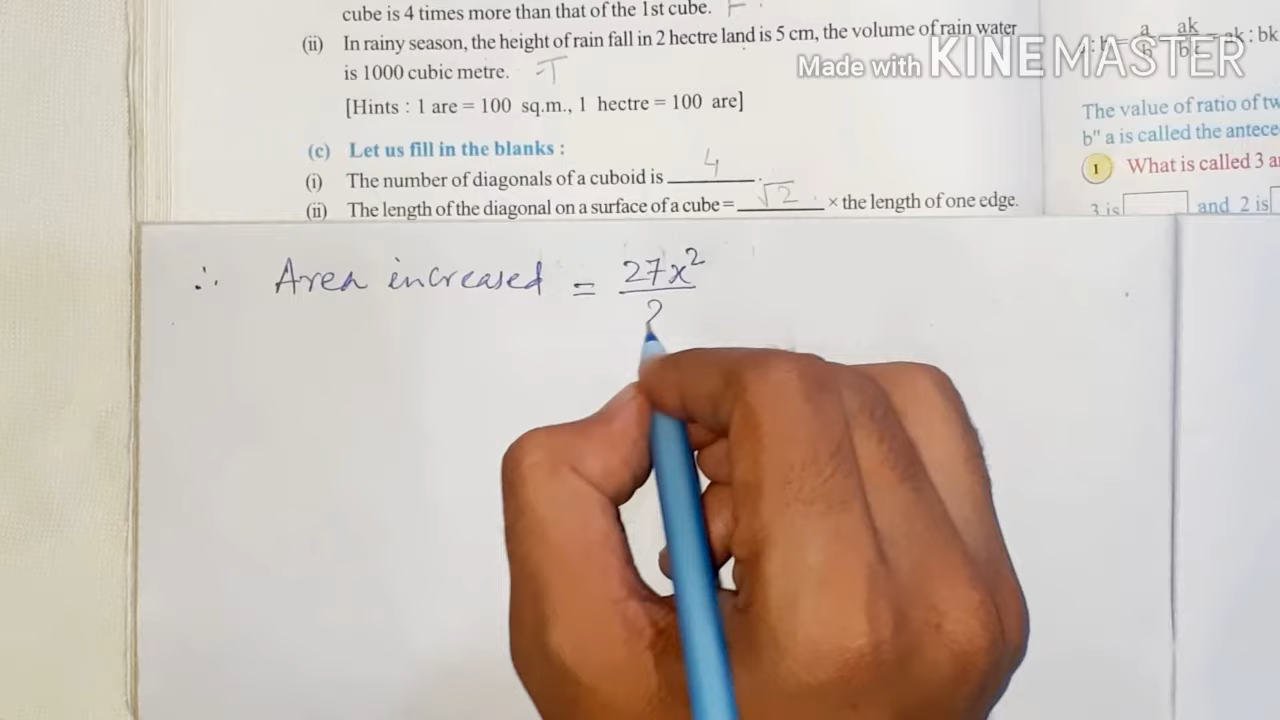 cube is 4 times more than that of the 1st cube. F
(ii) In rainy season, the height of rain fall in 2 hectre land is 5 cm, the volume of rain water
is 1000 cubic metre. T
[Hints : 1 are = 100 sq.m., 1 hectre = 100 are]
(c) Let us fill in the blanks :
(i) The number of diagonals of a cuboid is 4.
(ii) The length of the diagonal on a surface of a cube = √2 × the length of one edge.
∴ Area increased = 27x²/2
= ak : bk
Made with KINEMASTER
The value of ratio of tw
b" a is called the antece
1 What is called 3 a
3 is and 2 is